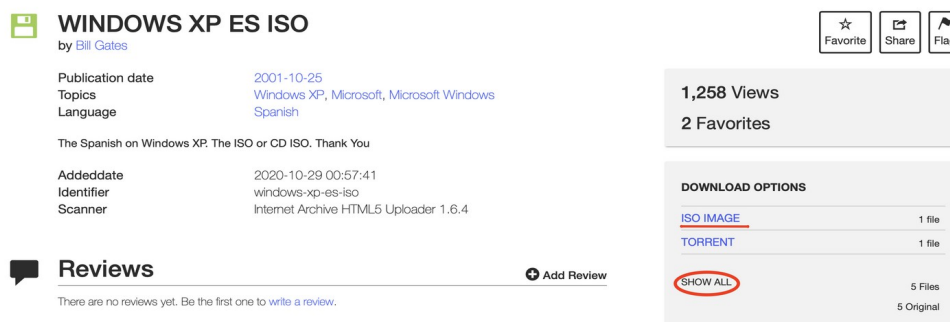 WINDOWS XP ES ISO
by Bill Gates
Publication date 2001-10-25
Topics Windows XP, Microsoft, Microsoft Windows
Language Spanish
The Spanish on Windows XP. The ISO or CD ISO. Thank You
Addeddate 2020-10-29 00:57:41
Identifier windows-xp-es-iso
Scanner Internet Archive HTML5 Uploader 1.6.4
Reviews
Add Review
There are no reviews yet. Be the first one to write a review.
Favorite Share Fla
1,258 Views
2 Favorites
DOWNLOAD OPTIONS
ISO IMAGE 1 file
TORRENT 1 file
SHOW ALL 5 Files
5 Original